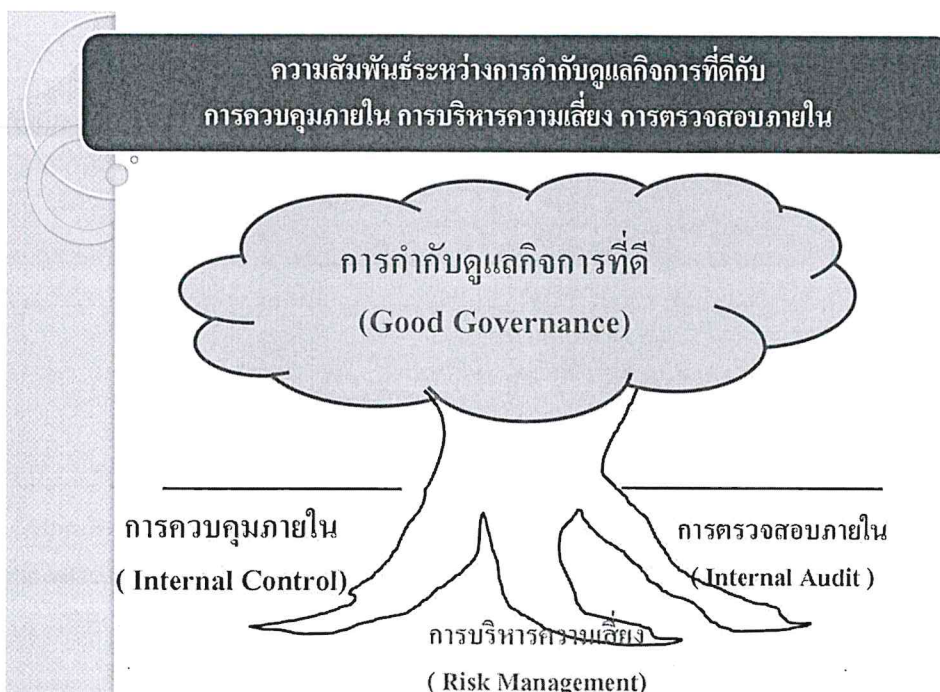 ความสัมพันธ์ระหว่างการกำกับดูแลกิจการที่ดีกับ
การควบคุมภายใน การบริหารความเสี่ยง การตรวจสอบภายใน
การกำกับดูแลกิจการที่ดี
(Good Governance)
การควบคุมภายใน
( Internal Control)
การตรวจสอบภายใน
( Internal Audit )
การบริหารความเสี่ยง
( Risk Management)